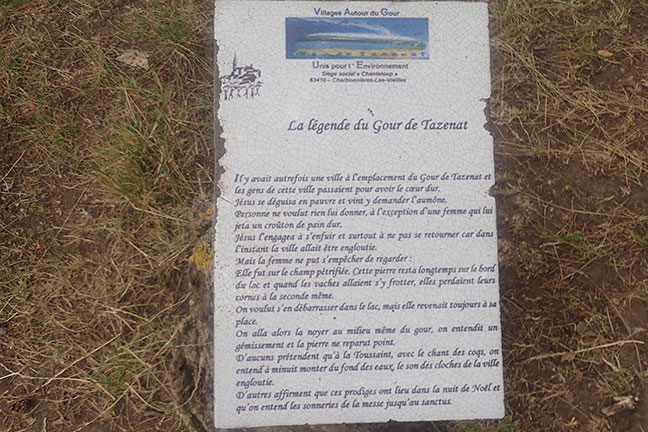 Villages Autour du Gour
Unis pour l'Environnement
Siège social « Chanteloup »
63410 – Charbonnières-Les-Vieilles
La légende du Gour de Tazenat
Il y avait autrefois une ville à l'emplacement du Gour de Tazenat et
les gens de cette ville passaient pour avoir le cœur dur.
Jésus se déguisa en pauvre et vint y demander l'aumône.
Personne ne voulut rien lui donner, à l'exception d'une femme qui lui
jeta un croûton de pain dur.
Jésus l'engagea à s'enfuir et surtout à ne pas se retourner car dans
l'instant la ville allait être engloutie.
Mais la femme ne put s'empêcher de regarder :
Elle fut sur le champ pétrifiée. Cette pierre resta longtemps sur le bord
du lac et quand les vaches allaient s'y frotter, elles perdaient leurs
cornes à la seconde même.
On voulut s'en débarrasser dans le lac, mais elle revenait toujours à sa
place.
On alla alors la noyer au milieu même du gour, on entendit un
gémissement et la pierre ne reparut point.
D'aucuns prétendent qu'à la Toussaint, avec le chant des coqs, on
entend à minuit monter du fond des eaux, le son des cloches de la ville
engloutie.
D'autres affirment que ces prodiges ont lieu dans la nuit de Noël et
qu'on entend les sonneries de la messe jusqu'au sanctus.